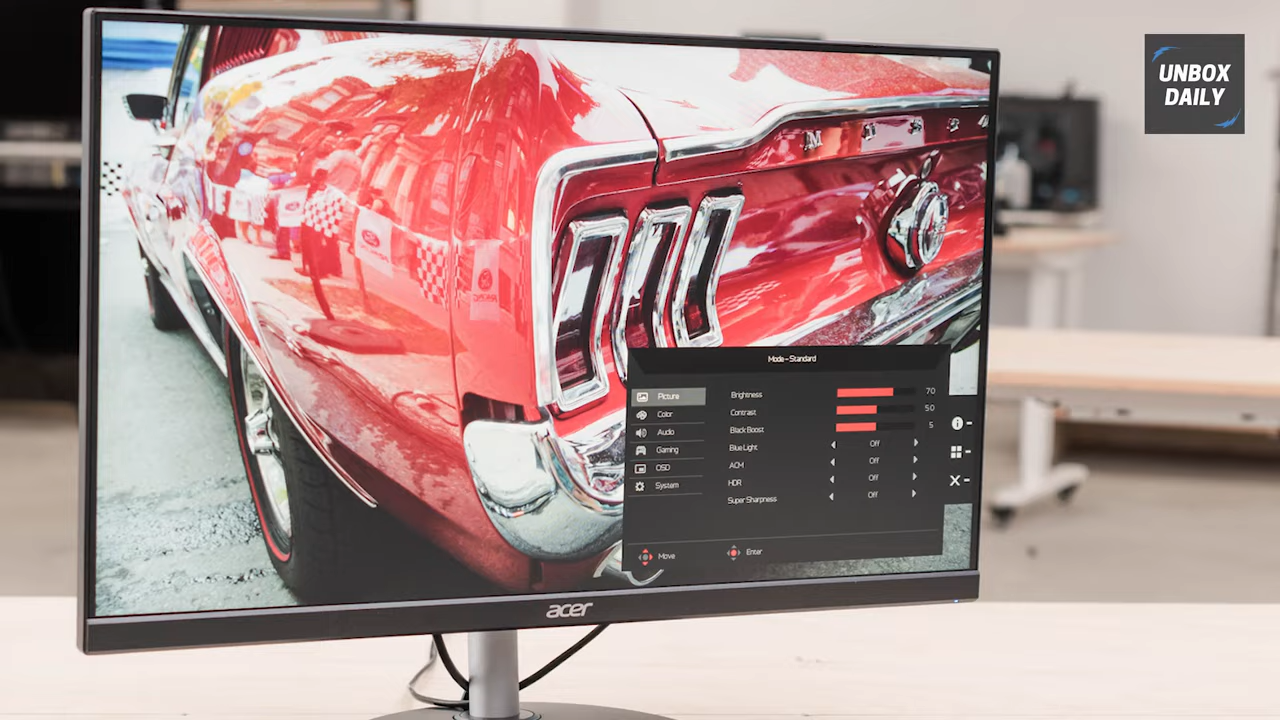 UNBOX
DAILY
M U S
Mode - Standard
Picture
Color
Audio
Gaming
OSD
System
Brightness 70
Contrast 50
Black Boost 5
Blue Light Off
ACM Off
HDR Off
Super Sharpness Off
Move
Enter
acer